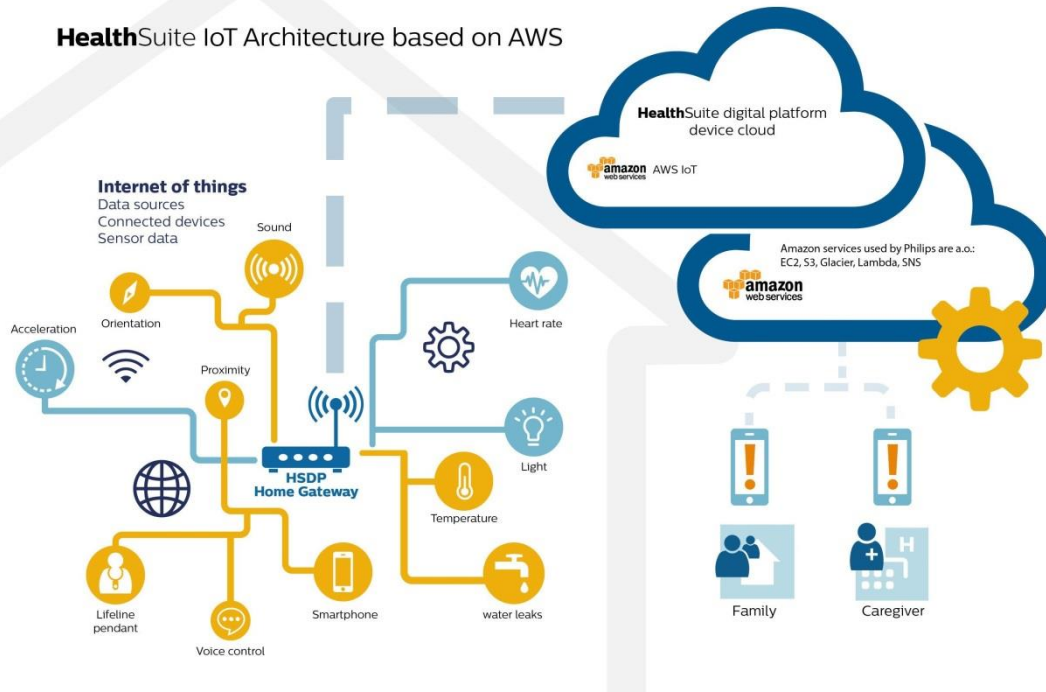 HealthSuite IoT Architecture based on AWS
HealthSuite digital platform
device cloud
amazon
web services
AWS IoT
Amazon services used by Philips are a.o.:
EC2, S3, Glacier, Lambda, SNS
amazon
web services
Internet of things
Data sources
Connected devices
Sensor data
Sound
Orientation
Acceleration
Proximity
Heart rate
Light
HSDP
Home Gateway
Temperature
Lifeline
pendant
Voice control
Smartphone
water leaks
!
!
H
Family
Caregiver